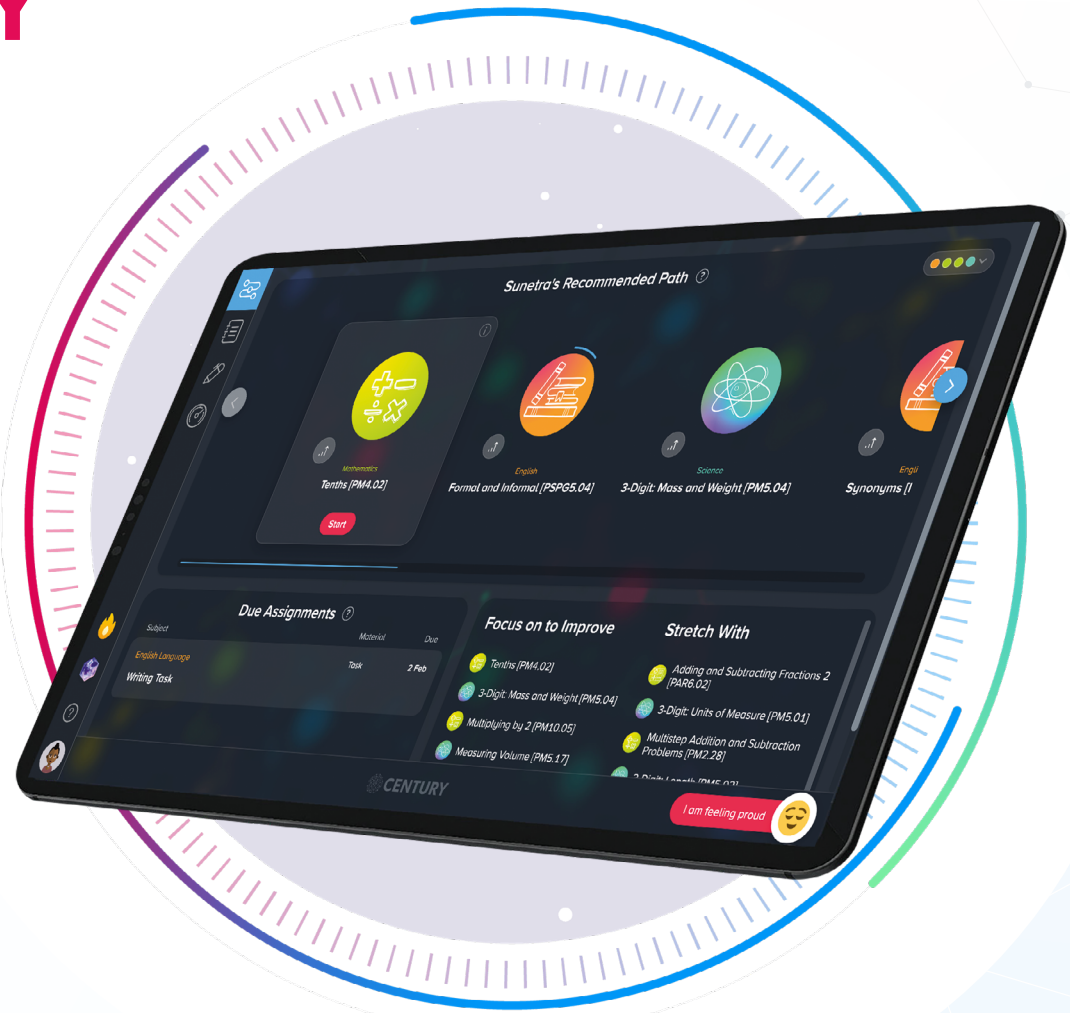 Y
Sunetra's Recommended Path ?
Mathematics
Tenths [PM4.02]
Start
English
Formal and Informal [PSPG5.04]
Science
3-Digit: Mass and Weight [PM5.04]
Engli
Synonyms [
Due Assignments ?
Subject
Material
Due
English Language
Writing Task
Task
2 Feb
Focus on to Improve
Tenths [PM4.02]
3-Digit: Mass and Weight [PM5.04]
Multiplying by 2 [PM10.05]
Measuring Volume [PM5.17]
Stretch With
Adding and Subtracting Fractions 2
[PAR6.02]
3-Digit: Units of Measure [PM5.01]
Multistep Addition and Subtraction
Problems [PM2.28]
CENTURY
I am feeling proud